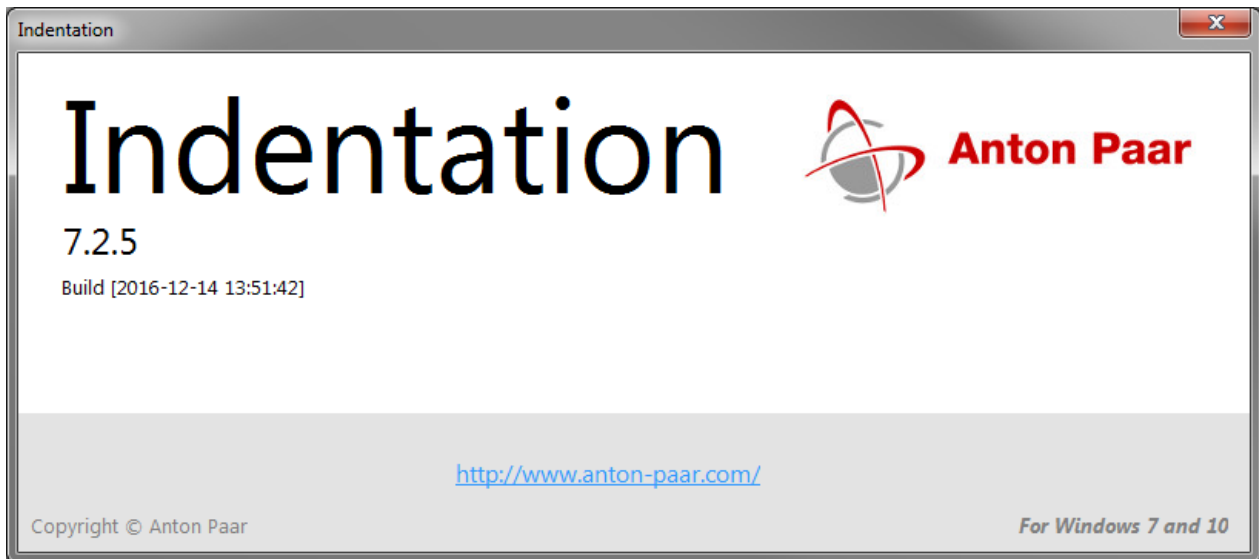 Indentation
Indentation
Anton Paar
7.2.5
Build [2016-12-14 13:51:42]
http://www.anton-paar.com/
Copyright © Anton Paar
For Windows 7 and 10